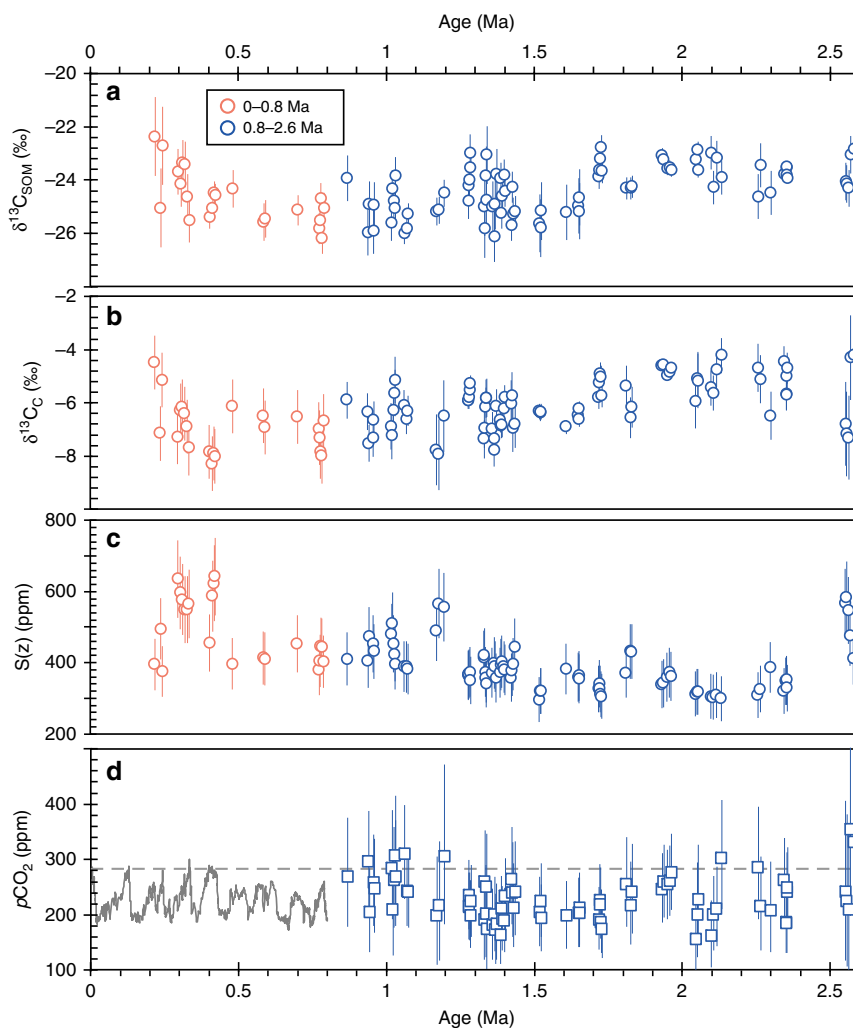 Age (Ma)
0 0.5 1 1.5 2 2.5
a
0–0.8 Ma
0.8–2.6 Ma
δ13CSOM (‰)
–20
–22
–24
–26
b
δ13CC (‰)
–2
–4
–6
–8
c
S(z) (ppm)
800
600
400
200
d
pCO2 (ppm)
400
300
200
100
0 0.5 1 1.5 2 2.5
Age (Ma)